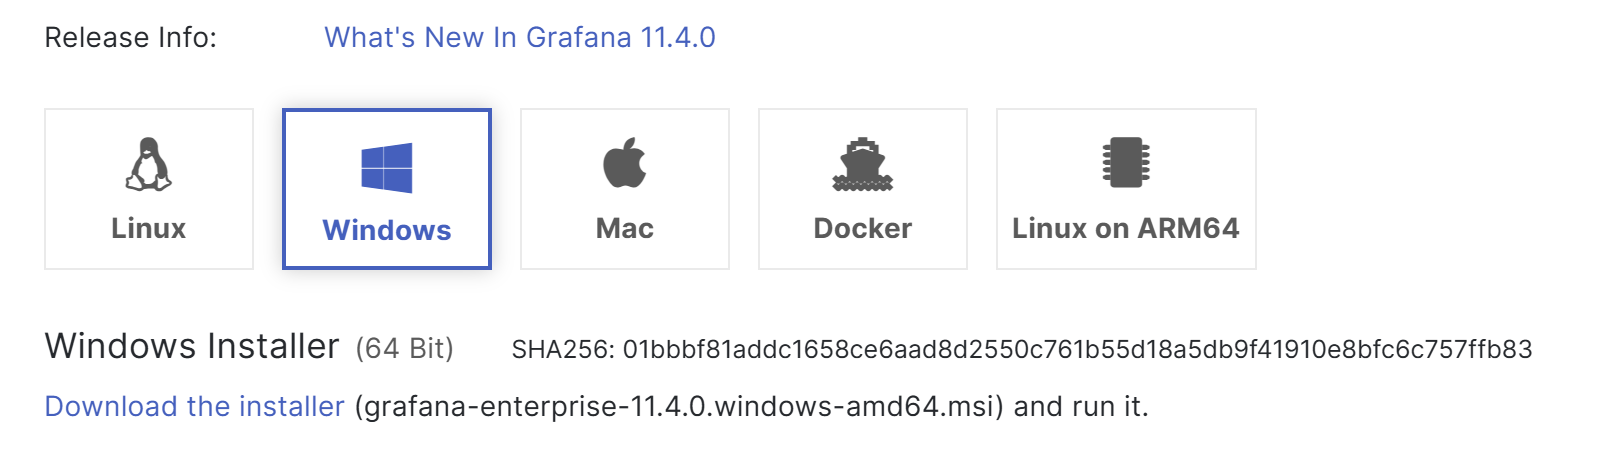 Release Info: What's New In Grafana 11.4.0
Linux Windows Mac Docker Linux on ARM64
Windows Installer (64 Bit) SHA256: 01bbbf81addc1658ce6aad8d2550c761b55d18a5db9f41910e8bfc6c757ffb83
Download the installer (grafana-enterprise-11.4.0.windows-amd64.msi) and run it.